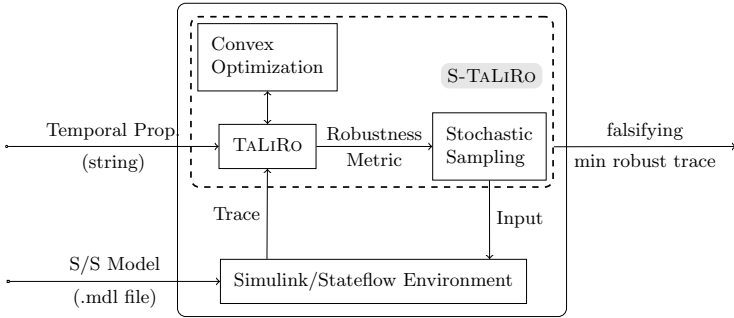 Convex
Optimization
S-TALIRO
Temporal Prop.
(string)
TALIRO
Robustness
Metric
Stochastic
Sampling
falsifying
min robust trace
Trace
Input
S/S Model
(.mdl file)
Simulink/Stateflow Environment